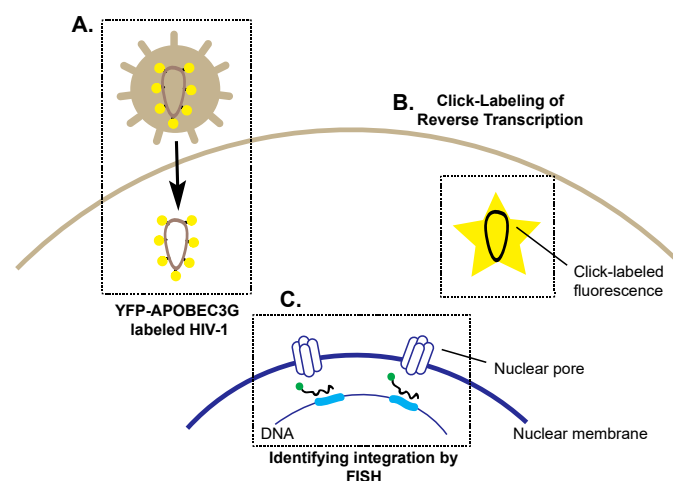 A.
B.
Click-Labeling of
Reverse Transcription
Click-labeled
fluorescence
YFP-APOBEC3G
labeled HIV-1
C.
Nuclear pore
DNA
Nuclear membrane
Identifying integration by
FISH